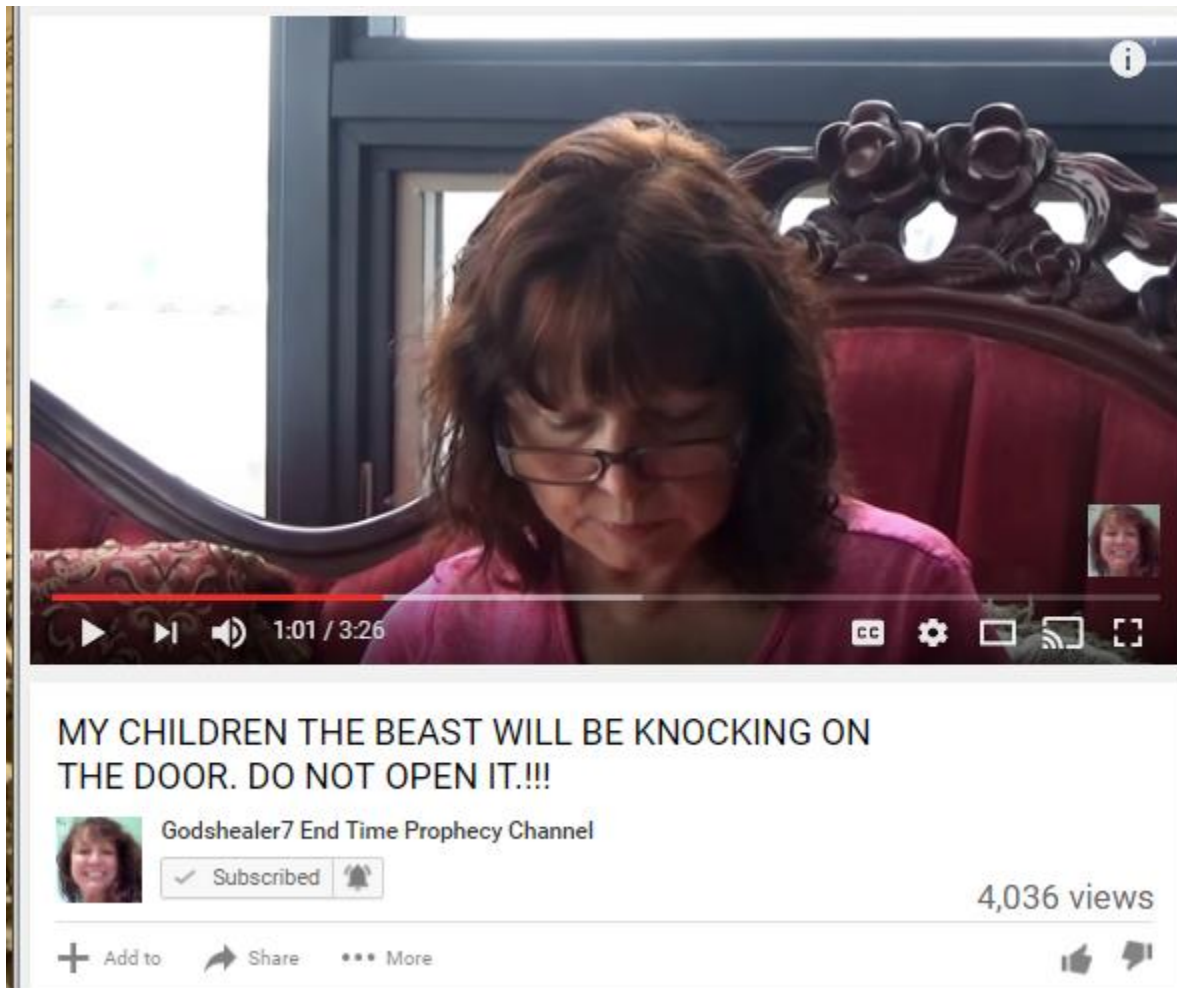 i
1:01 / 3:26
CC
MY CHILDREN THE BEAST WILL BE KNOCKING ON
THE DOOR. DO NOT OPEN IT.!!!
Godshealer7 End Time Prophecy Channel
Subscribed
4,036 views
Add to
Share
More